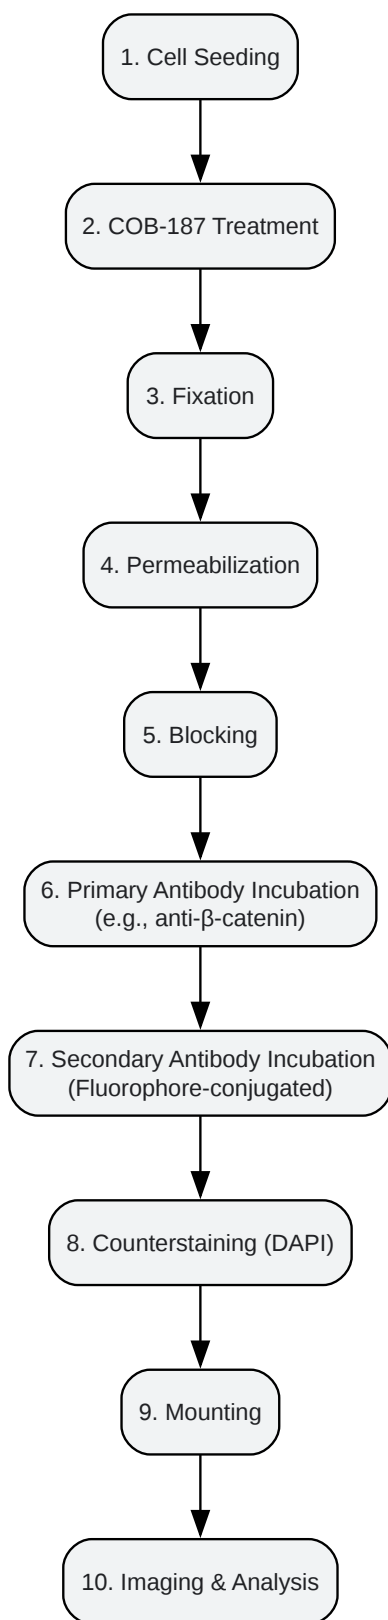 1. Cell Seeding
2. COB-187 Treatment
3. Fixation
4. Permeabilization
5. Blocking
6. Primary Antibody Incubation
(e.g., anti-β-catenin)
7. Secondary Antibody Incubation
(Fluorophore-conjugated)
8. Counterstaining (DAPI)
9. Mounting
10. Imaging & Analysis